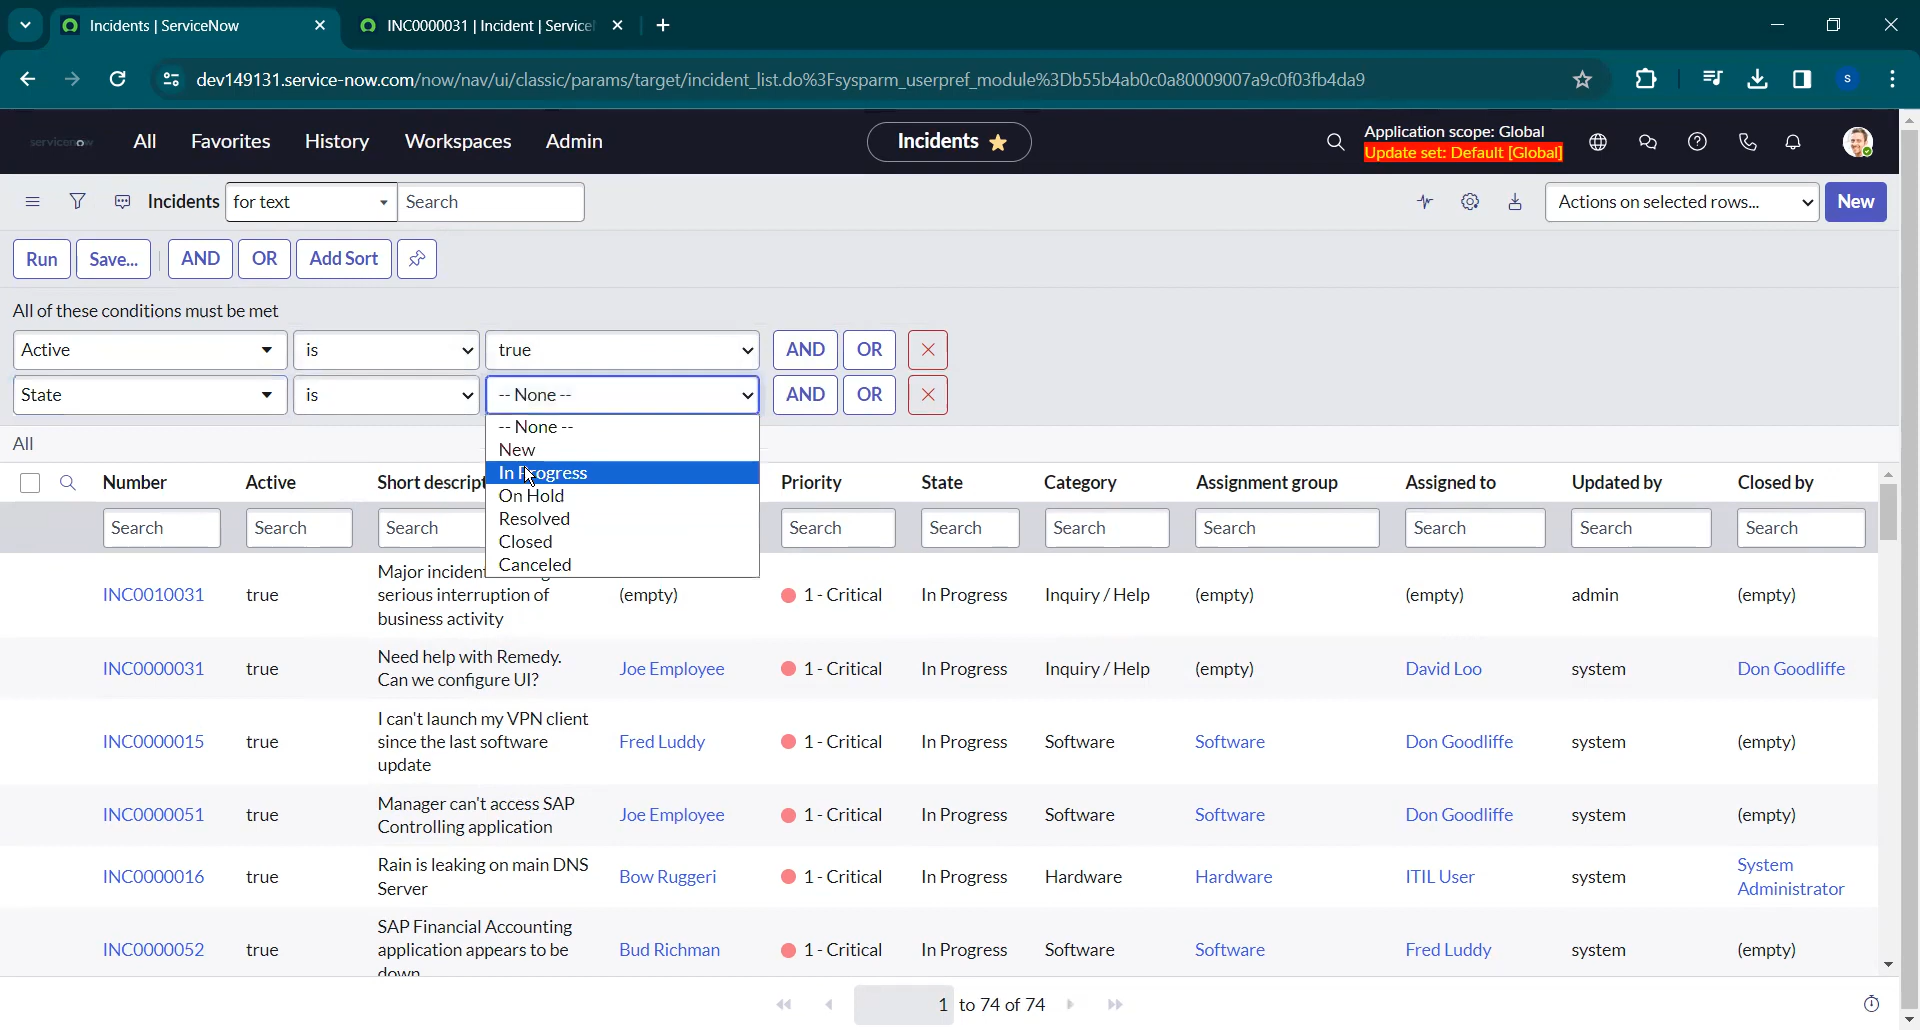 Incidents | ServiceNow
INC0000031 | Incident | Service
dev149131.service-now.com/now/nav/ui/classic/params/target/incident_list.do%3Fsysparm_userpref_module%3Db55b4ab0c0a80009007a9c0f03fb4da9
S
servicenow
All Favorites History Workspaces Admin
Incidents
Application scope: Global
Update set: Default [Global]
Incidents for text Search Actions on selected rows... New
Run Save... AND OR Add Sort
All of these conditions must be met
Active is true AND OR
State is -- None -- AND OR
-- None --
New
In Progress
On Hold
Resolved
Closed
Canceled
All
Number Active Short descript Priority State Category Assignment group Assigned to Updated by Closed by
Search Search Search Search Search Search Search Search Search Search
INC0010031 true Major inciden
serious interruption of
business activity (empty) 1 - Critical In Progress Inquiry / Help (empty) (empty) admin (empty)
INC0000031 true Need help with Remedy.
Can we configure UI? Joe Employee 1 - Critical In Progress Inquiry / Help (empty) David Loo system Don Goodliffe
INC0000015 true I can't launch my VPN client
since the last software
update Fred Luddy 1 - Critical In Progress Software Software Don Goodliffe system (empty)
INC0000051 true Manager can't access SAP
Controlling application Joe Employee 1 - Critical In Progress Software Software Don Goodliffe system (empty)
INC0000016 true Rain is leaking on main DNS
Server Bow Ruggeri 1 - Critical In Progress Hardware Hardware ITIL User system System
Administrator
INC0000052 true SAP Financial Accounting
application appears to be
down Bud Richman 1 - Critical In Progress Software Software Fred Luddy system (empty)
1 to 74 of 74